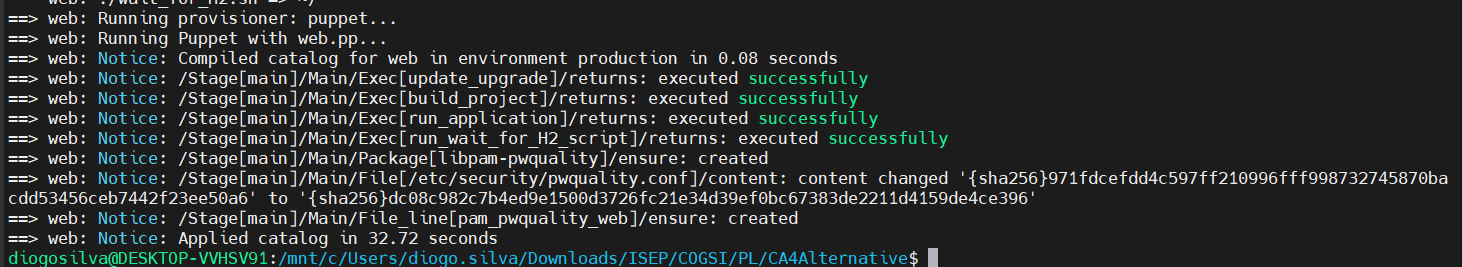 web: ./wait_for_H2.sh => ~/
==> web: Running provisioner: puppet...
==> web: Running Puppet with web.pp...
==> web: Notice: Compiled catalog for web in environment production in 0.08 seconds
==> web: Notice: /Stage[main]/Main/Exec[update_upgrade]/returns: executed successfully
==> web: Notice: /Stage[main]/Main/Exec[build_project]/returns: executed successfully
==> web: Notice: /Stage[main]/Main/Exec[run_application]/returns: executed successfully
==> web: Notice: /Stage[main]/Main/Exec[run_wait_for_H2_script]/returns: executed successfully
==> web: Notice: /Stage[main]/Main/Package[libpam-pwquality]/ensure: created
==> web: Notice: /Stage[main]/Main/File[/etc/security/pwquality.conf]/content: content changed '{sha256}971fdcefdd4c597ff210996fff998732745870ba
cdd53456ceb7442f23ee50a6' to '{sha256}dc08c982c7b4ed9e1500d3726fc21e34d39ef0bc67383de2211d4159de4ce396'
==> web: Notice: /Stage[main]/Main/File_line[pam_pwquality_web]/ensure: created
==> web: Notice: Applied catalog in 32.72 seconds
diogosilva@DESKTOP-VVHSV91:/mnt/c/Users/diogo.silva/Downloads/ISEP/COGSI/PL/CA4Alternative$